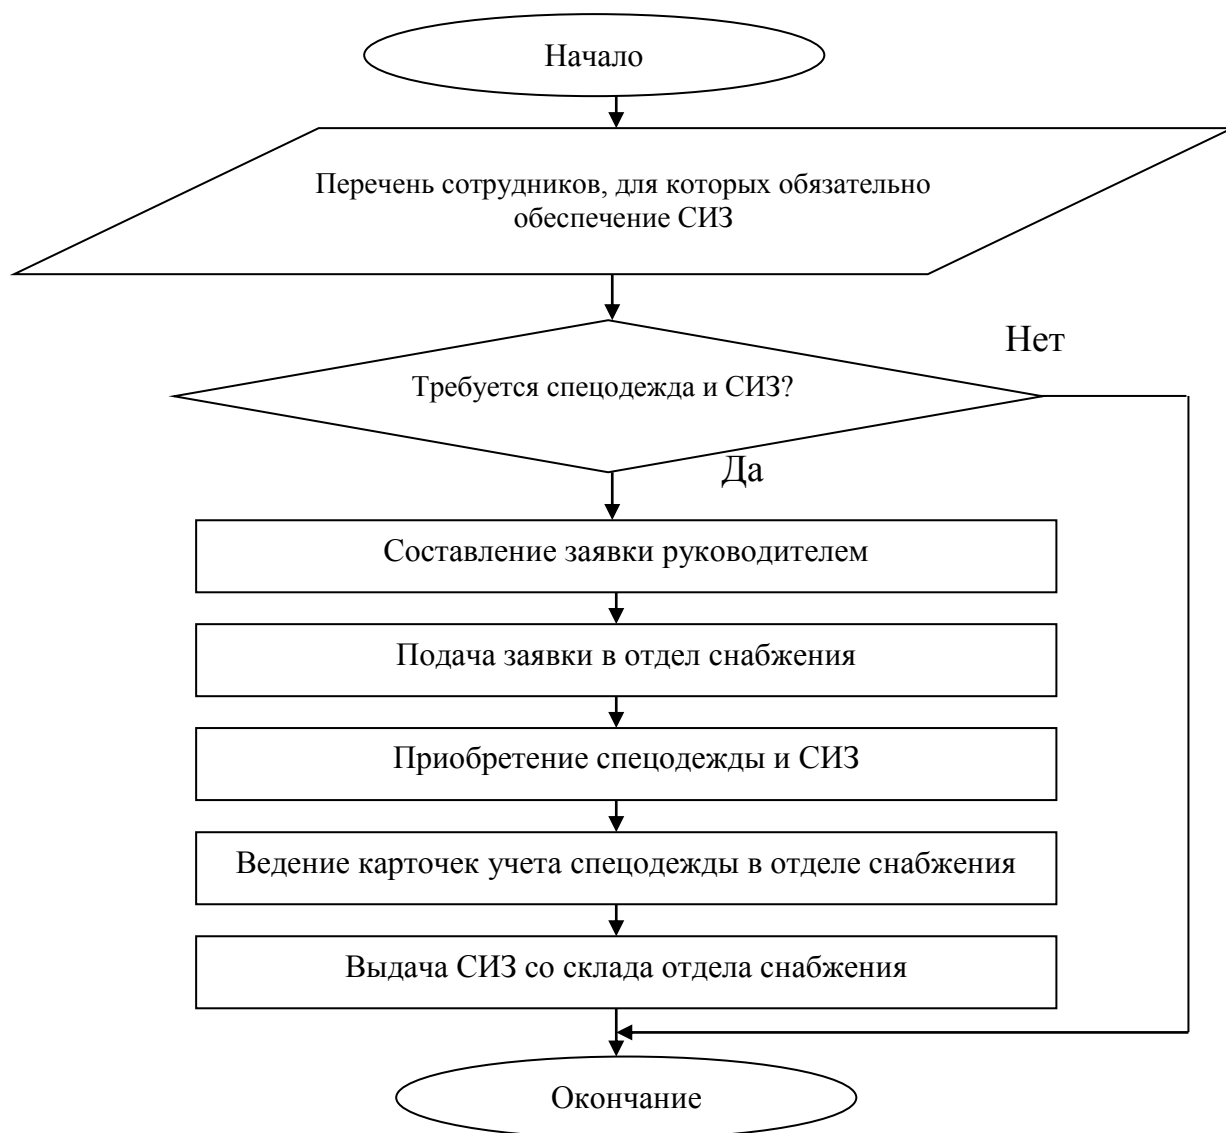 Начало
Перечень сотрудников, для которых обязательно
обеспечение СИЗ
Нет
Требуется спецодежда и СИЗ?
Да
Составление заявки руководителем
Подача заявки в отдел снабжения
Приобретение спецодежды и СИЗ
Ведение карточек учета спецодежды в отделе снабжения
Выдача СИЗ со склада отдела снабжения
Окончание